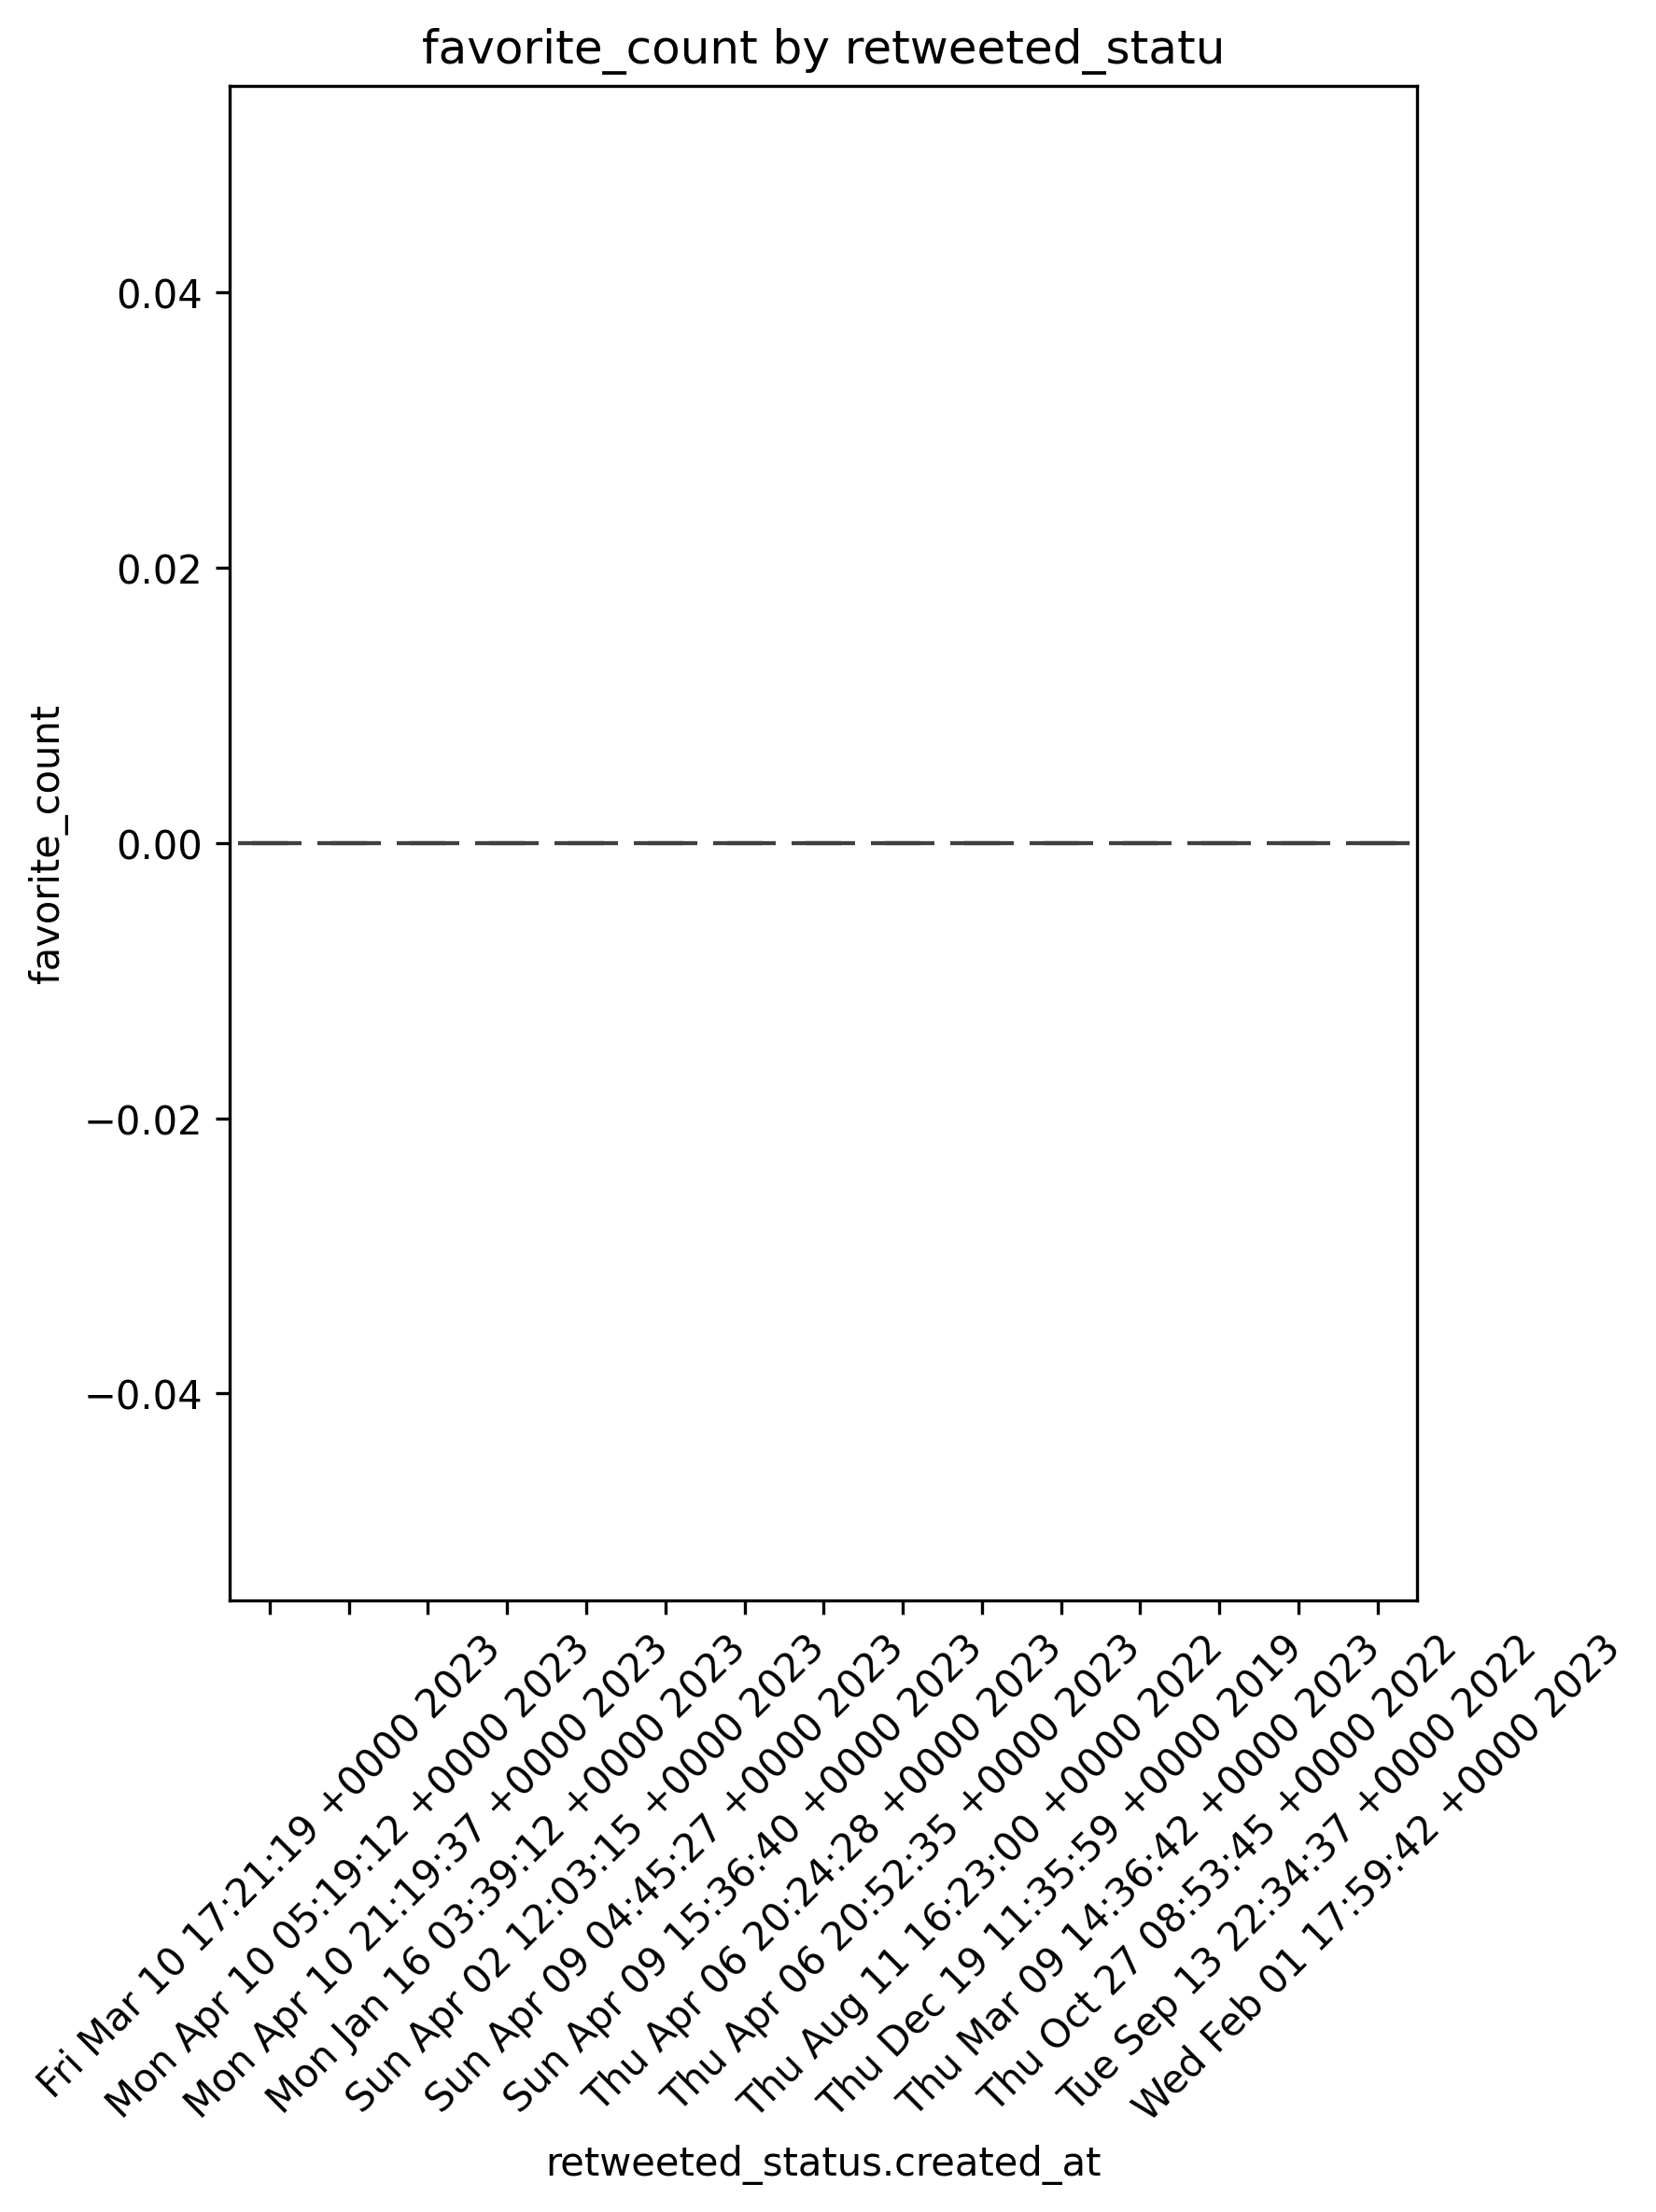 favorite_count by retweeted_statu
0.04
0.02
0.00
−0.02
−0.04
favorite_count
Fri Mar 10 17:21:19 +0000 2023
Mon Apr 10 05:19:12 +0000 2023
Mon Apr 10 21:19:37 +0000 2023
Mon Jan 16 03:39:12 +0000 2023
Sun Apr 02 12:03:15 +0000 2023
Sun Apr 09 04:45:27 +0000 2023
Sun Apr 09 15:36:40 +0000 2023
Thu Apr 06 20:24:28 +0000 2023
Thu Apr 06 20:52:35 +0000 2023
Thu Aug 11 16:23:00 +0000 2022
Thu Dec 19 11:35:59 +0000 2019
Thu Mar 09 14:36:42 +0000 2023
Thu Oct 27 08:53:45 +0000 2022
Tue Sep 13 22:34:37 +0000 2022
Wed Feb 01 17:59:42 +0000 2023
retweeted_status.created_at